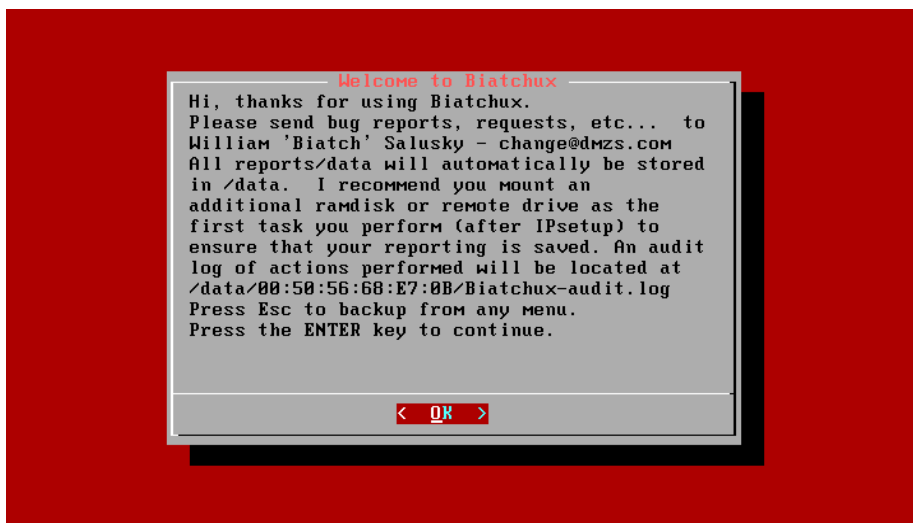 Welcome to Biatchux
Hi, thanks for using Biatchux.
Please send bug reports, requests, etc...  to
William 'Biatch' Salusky - change@dmzs.com
All reports/data will automatically be stored
in /data.  I recommend you mount an
additional ramdisk or remote drive as the
first task you perform (after IPsetup) to
ensure that your reporting is saved. An audit
log of actions performed will be located at
/data/00:50:56:68:E7:0B/Biatchux-audit.log
Press Esc to backup from any menu.
Press the ENTER key to continue.
< OK >